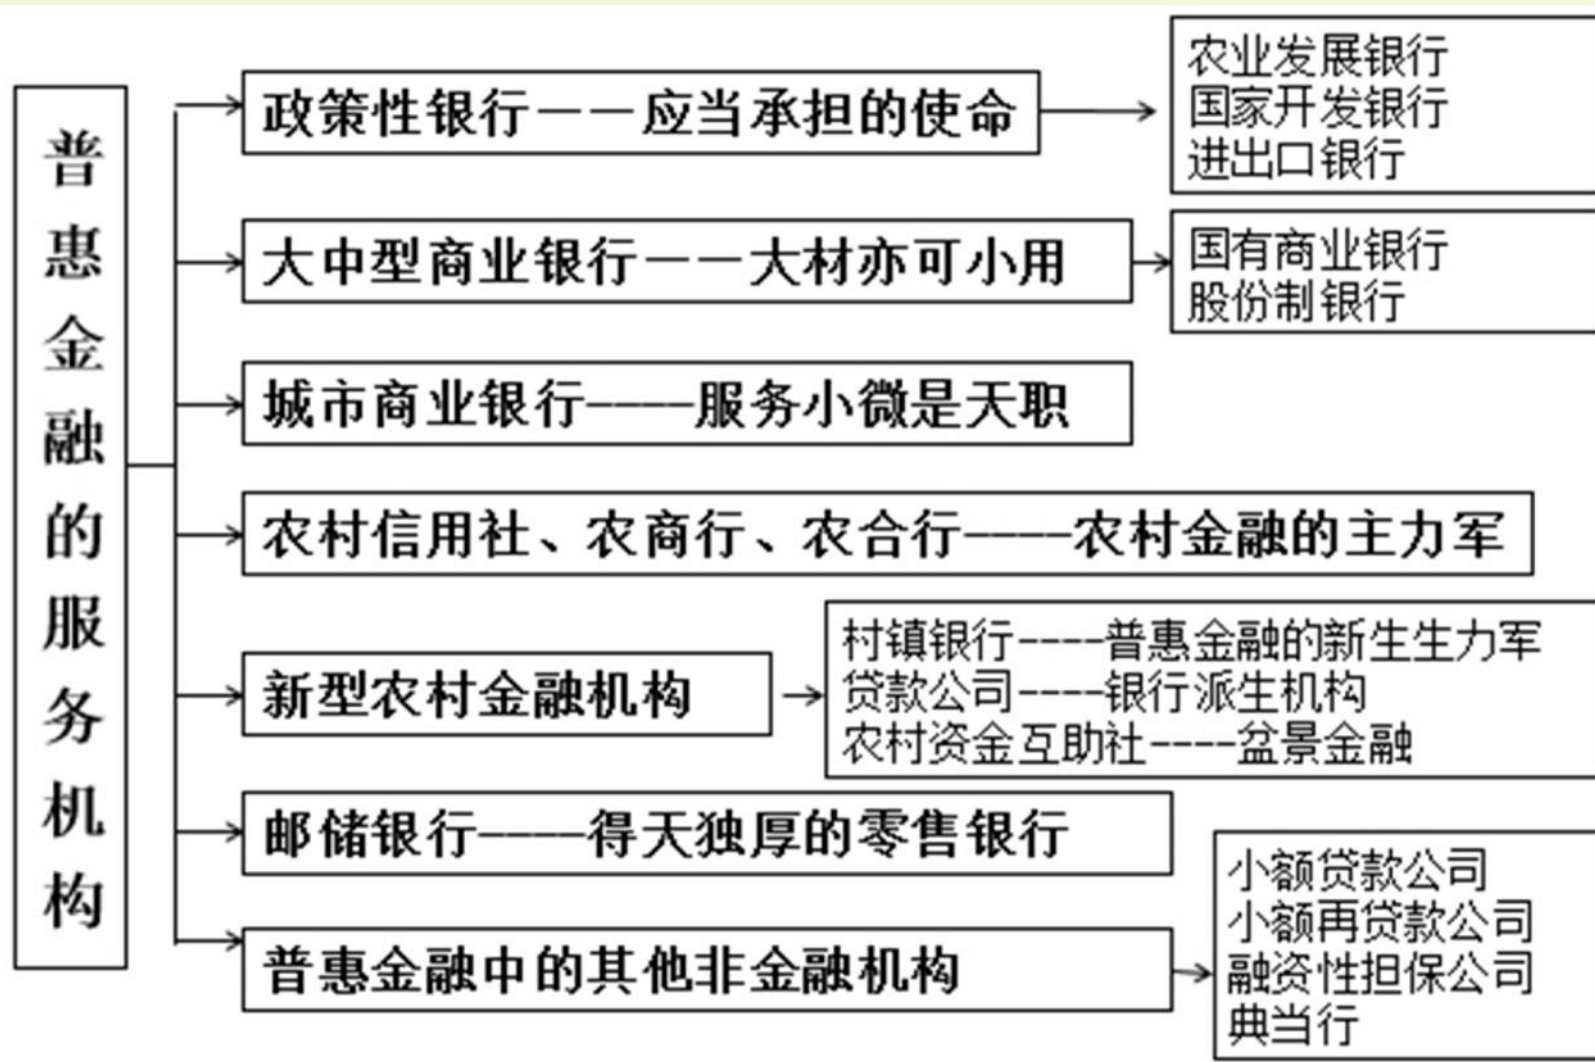 普惠金融的服务机构
政策性银行——应当承担的使命
农业发展银行
国家开发银行
进出口银行
大中型商业银行——大材亦可小用
国有商业银行
股份制银行
城市商业银行----服务小微是天职
农村信用社、农商行、农合行----农村金融的主力军
新型农村金融机构
村镇银行----普惠金融的新生生力军
贷款公司----银行派生机构
农村资金互助社----盆景金融
邮储银行----得天独厚的零售银行
普惠金融中的其他非金融机构
小额贷款公司
小额再贷款公司
融资性担保公司
典当行